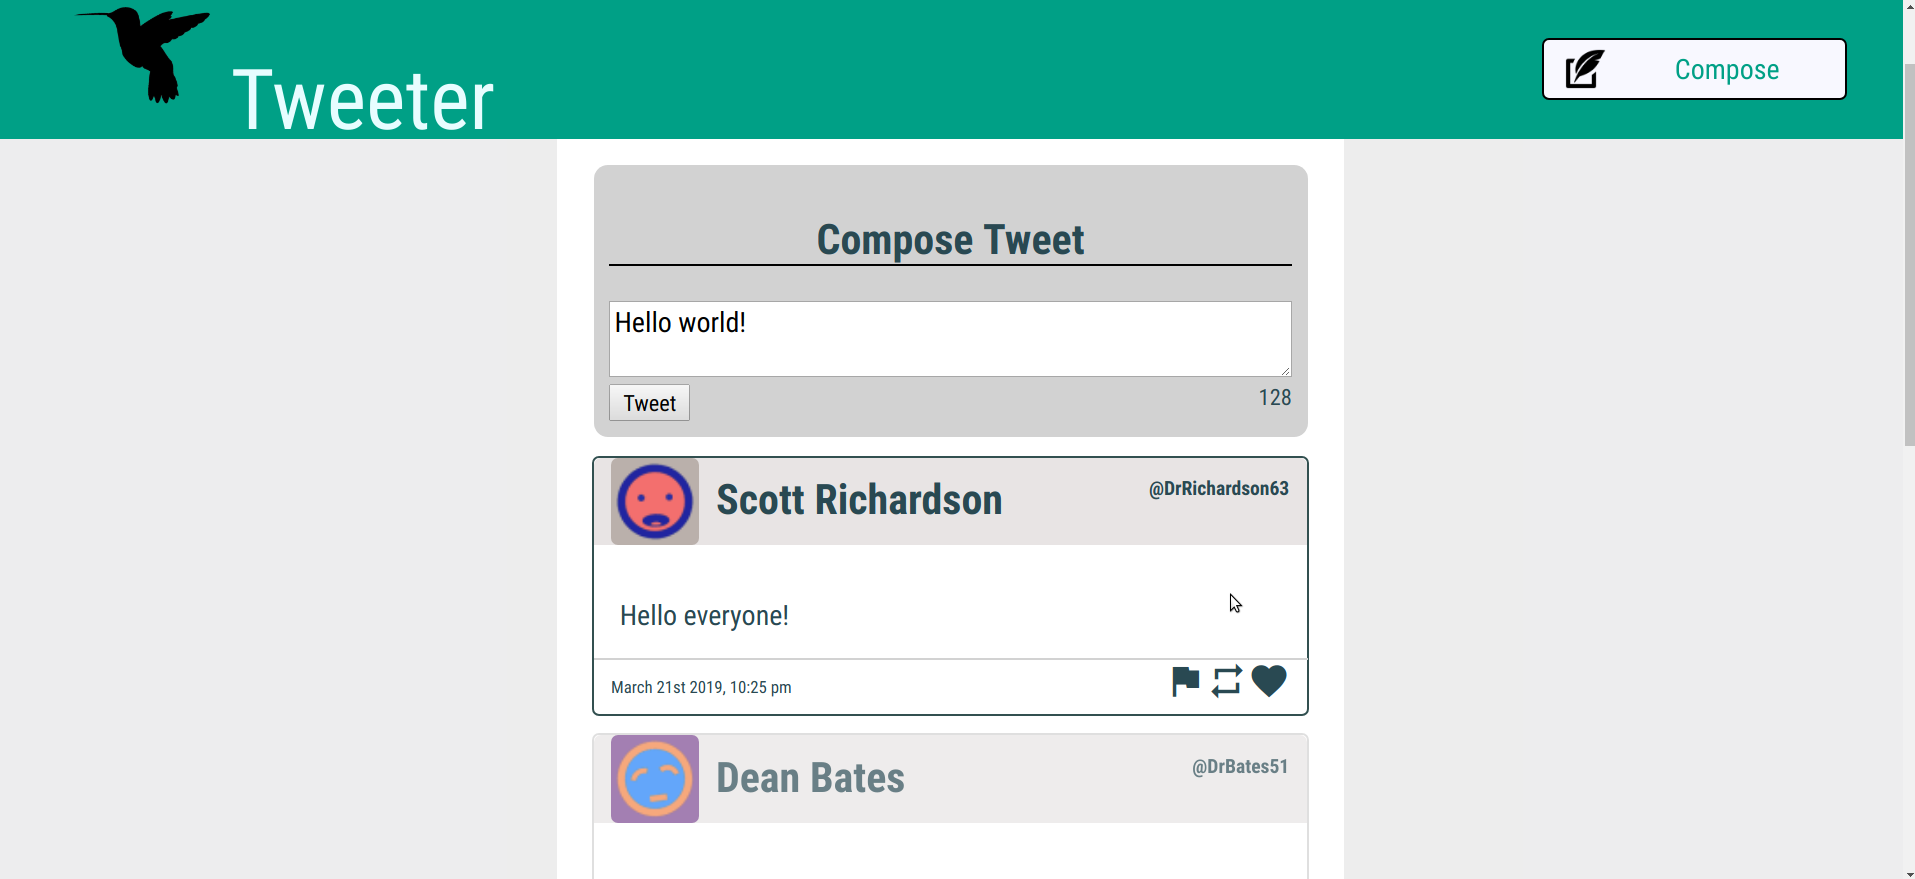 Tweeter
Compose
Compose Tweet
Hello world!
Tweet
128
Scott Richardson
@DrRichardson63
Hello everyone!
March 21st 2019, 10:25 pm
Dean Bates
@DrBates51